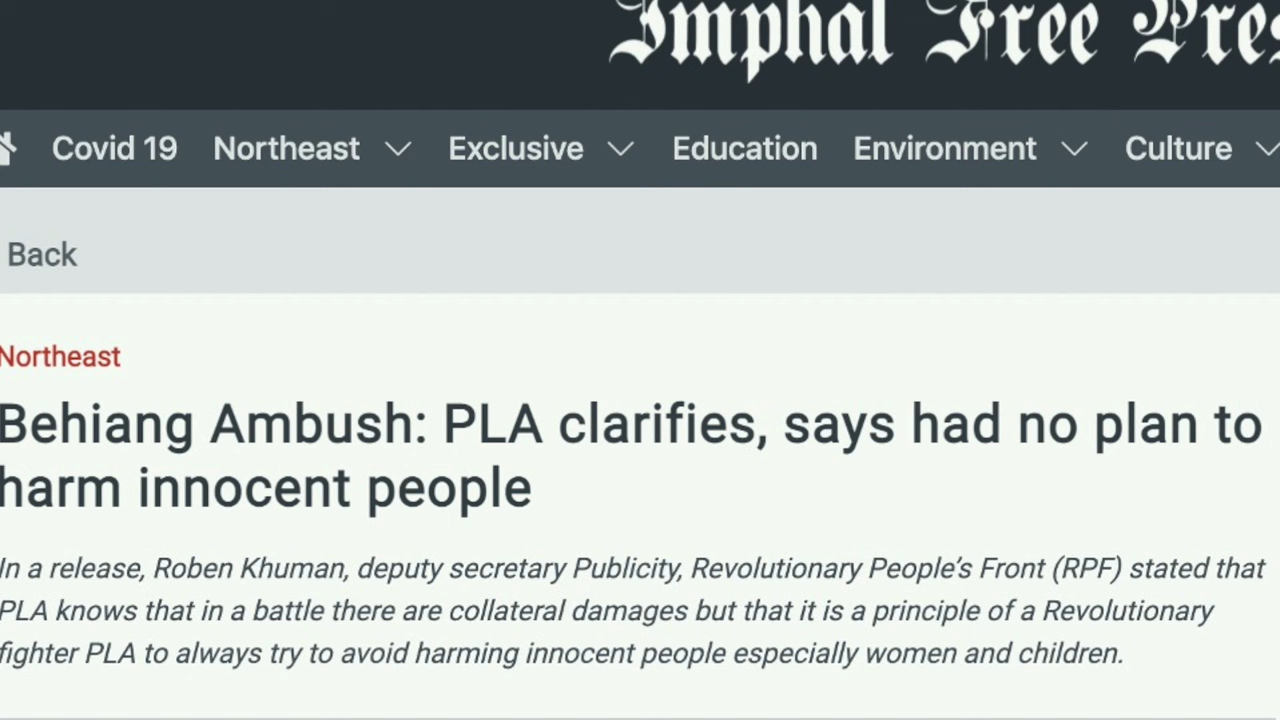 Imphal Free Pres
Covid 19 Northeast Exclusive Education Environment Culture
Back
Northeast
Behiang Ambush: PLA clarifies, says had no plan to
harm innocent people
In a release, Roben Khuman, deputy secretary Publicity, Revolutionary People’s Front (RPF) stated that
PLA knows that in a battle there are collateral damages but that it is a principle of a Revolutionary
fighter PLA to always try to avoid harming innocent people especially women and children.